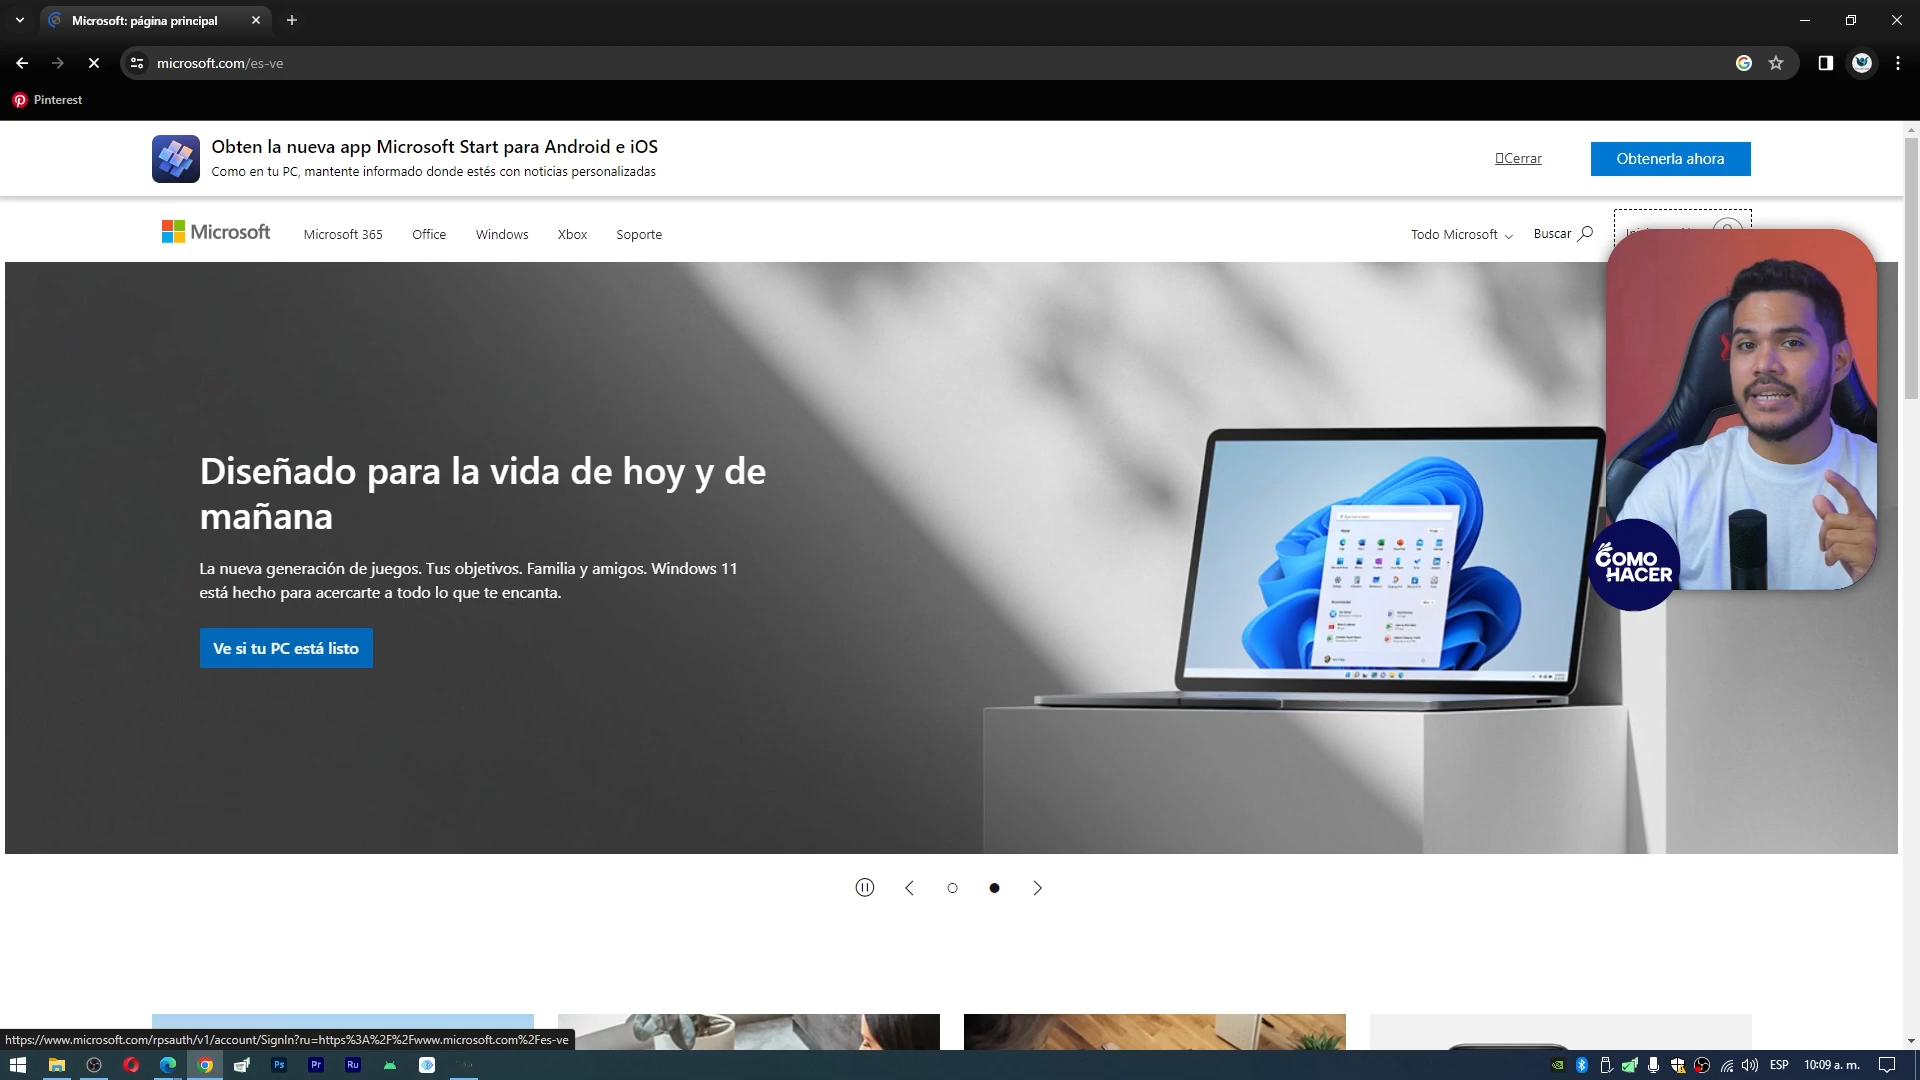 Microsoft: página principal
microsoft.com/es-ve
Pinterest
Obten la nueva app Microsoft Start para Android e iOS
Como en tu PC, mantente informado donde estés con noticias personalizadas
Cerrar
Obtenerla ahora
Microsoft
Microsoft 365
Office
Windows
Xbox
Soporte
Todo Microsoft
Buscar
Diseñado para la vida de hoy y de
mañana
La nueva generación de juegos. Tus objetivos. Familia y amigos. Windows 11
está hecho para acercarte a todo lo que te encanta.
Ve si tu PC está listo
COMO
HACER
https://www.microsoft.com/rpsauth/v1/account/SignIn?ru=https%3A%2F%2Fwww.microsoft.com%2Fes-ve
Ps
Pr
Ru
ESP
10:09 a. m.